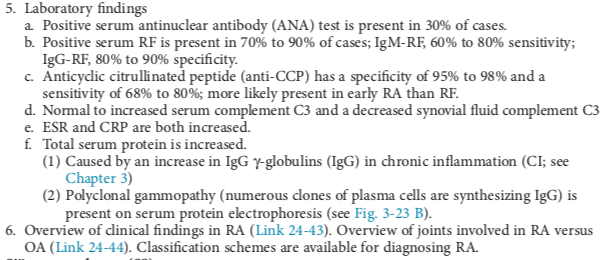 5. Laboratory findings
a. Positive serum antinuclear antibody (ANA) test is present in 30% of cases.
b. Positive serum RF is present in 70% to 90% of cases; IgM-RF, 60% to 80% sensitivity;
IgG-RF, 80% to 90% specificity.
c. Anticyclic citrullinated peptide (anti-CCP) has a specificity of 95% to 98% and a
sensitivity of 68% to 80%; more likely present in early RA than RF.
d. Normal to increased serum complement C3 and a decreased synovial fluid complement C3
e. ESR and CRP are both increased.
f. Total serum protein is increased.
(1) Caused by an increase in IgG γ-globulins (IgG) in chronic inflammation (CI; see
Chapter 3)
(2) Polyclonal gammopathy (numerous clones of plasma cells are synthesizing IgG) is
present on serum protein electrophoresis (see Fig. 3-23 B).
6. Overview of clinical findings in RA (Link 24-43). Overview of joints involved in RA versus
OA (Link 24-44). Classification schemes are available for diagnosing RA.